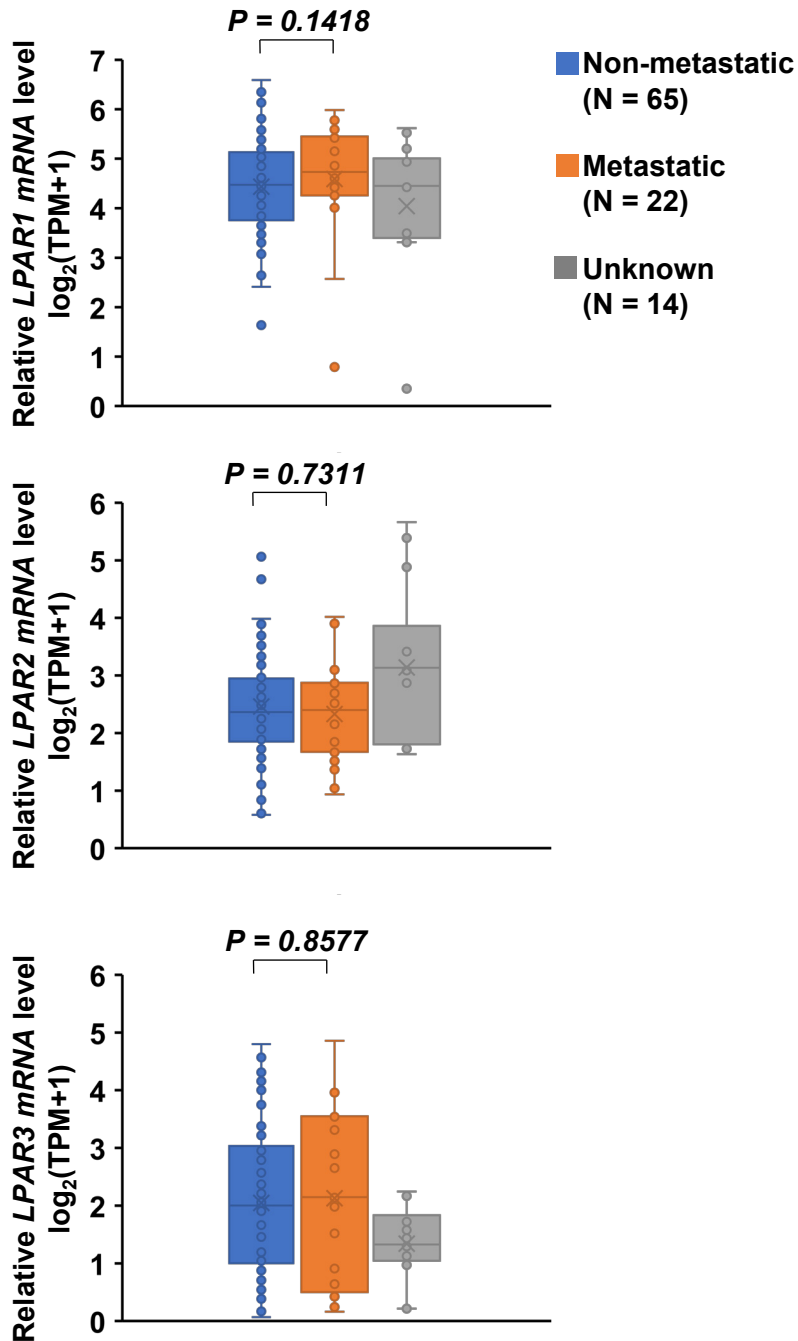 P = 0.1418
Relative LPAR1 mRNA level
log₂(TPM+1)
7
6
5
4
3
2
1
0
Non-metastatic
(N = 65)
Metastatic
(N = 22)
Unknown
(N = 14)
P = 0.7311
Relative LPAR2 mRNA level
log₂(TPM+1)
6
5
4
3
2
1
0
P = 0.8577
Relative LPAR3 mRNA level
log₂(TPM+1)
6
5
4
3
2
1
0